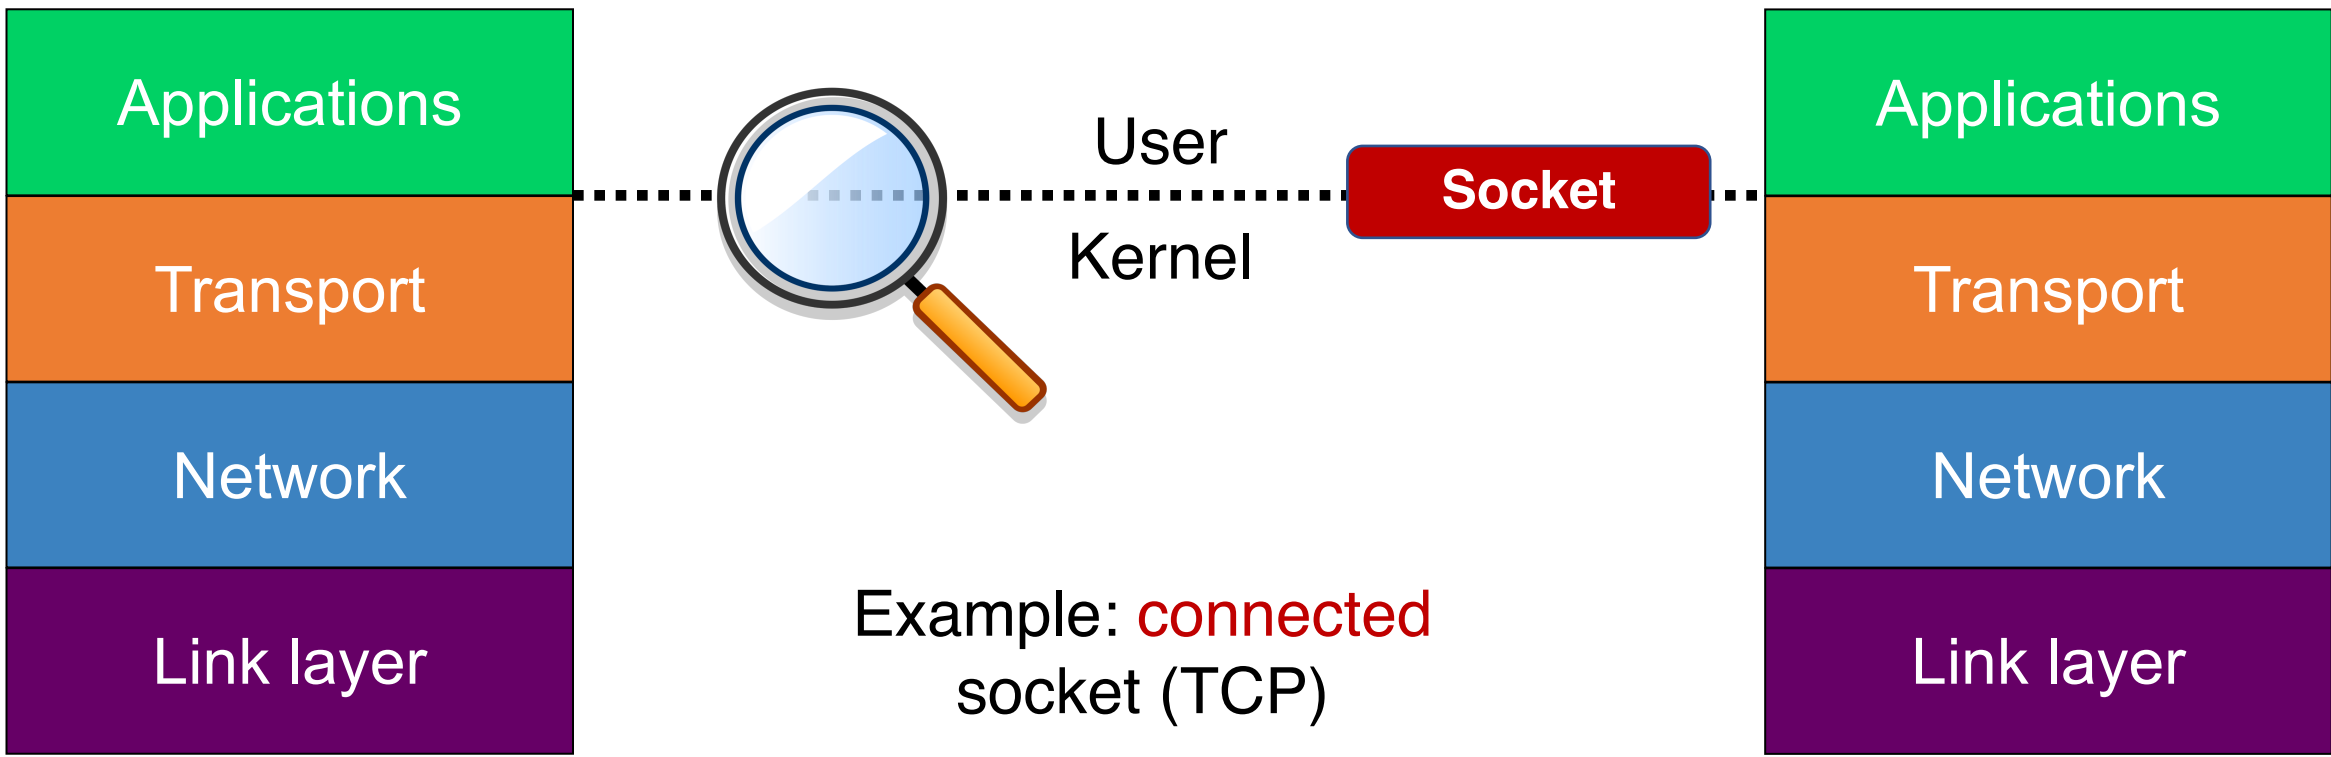 Applications
Transport
Network
Link layer
User
Kernel
Socket
Example: connected
socket (TCP)
Applications
Transport
Network
Link layer